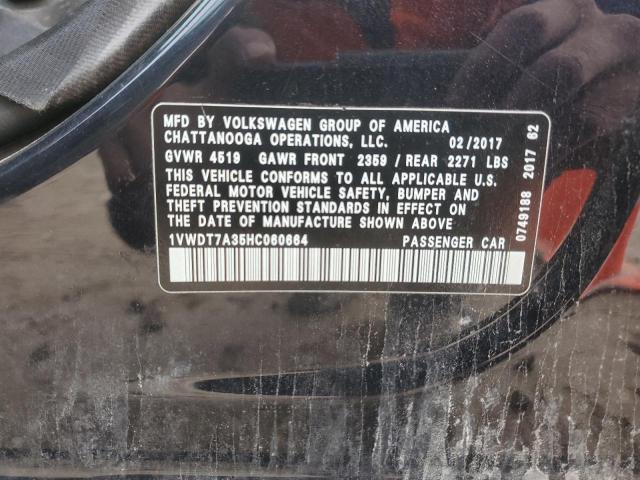 MFD BY VOLKSWAGEN GROUP OF AMERICA
CHATTANOOGA OPERATIONS, LLC. 02/2017
GVWR 4519 GAWR FRONT 2359 / REAR 2271 LBS
THIS VEHICLE CONFORMS TO ALL APPLICABLE U.S.
FEDERAL MOTOR VEHICLE SAFETY, BUMPER AND
THEFT PREVENTION STANDARDS IN EFFECT ON
THE DATE OF MANUFACTURE SHOWN ABOVE
1VWDT7A35HC060664 PASSENGER CAR
0749188 2017 62